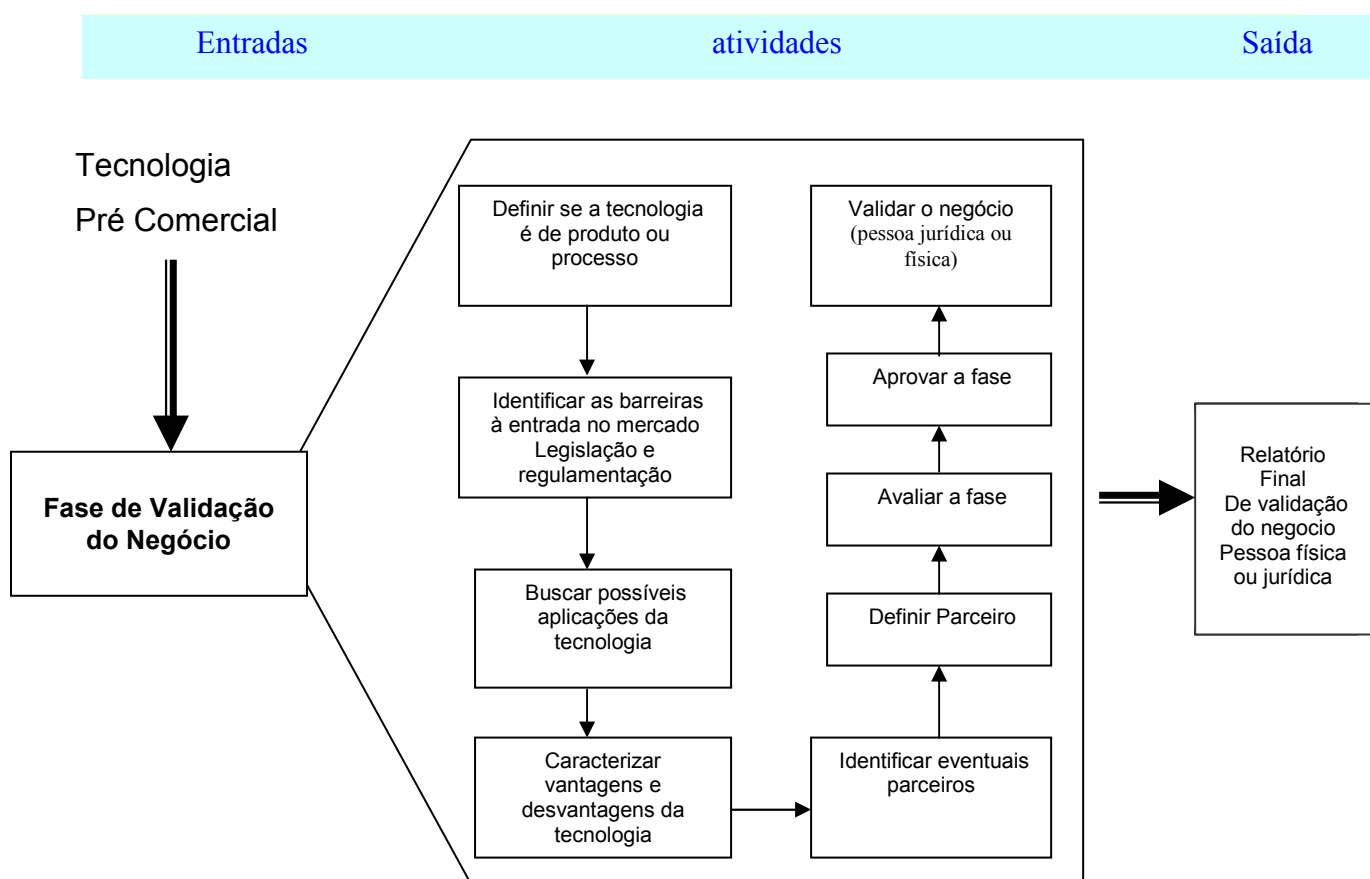 Entradas atividades Saída
Tecnologia
Pré Comercial
Fase de Validação
do Negócio
Definir se a tecnologia
é de produto ou
processo
Identificar as barreiras
à entrada no mercado
Legislação e
regulamentação
Buscar possíveis
aplicações da
tecnologia
Caracterizar
vantagens e
desvantagens da
tecnologia
Identificar eventuais
parceiros
Definir Parceiro
Avaliar a fase
Aprovar a fase
Validar o negócio
(pessoa jurídica ou
física)
Relatório
Final
De validação
do negocio
Pessoa física
ou jurídica